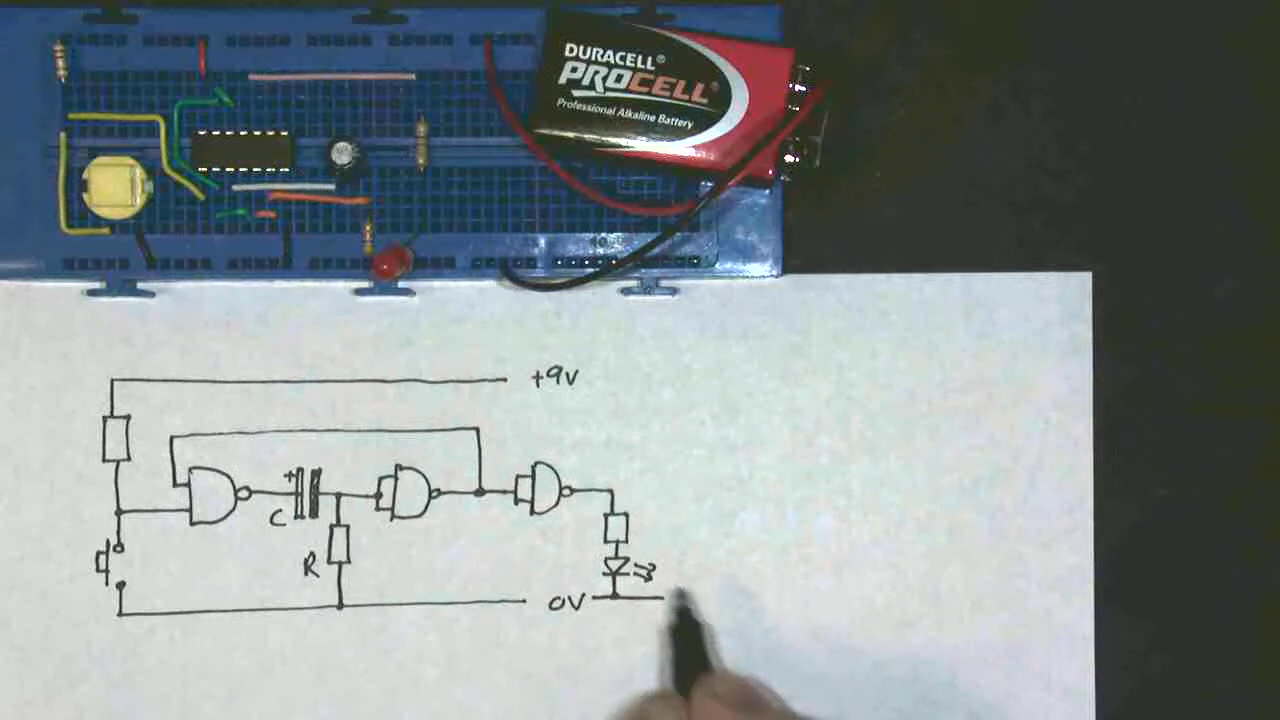 DURACELL®
PROCELL®
Professional Alkaline Battery
+9V
+
C
R
0V